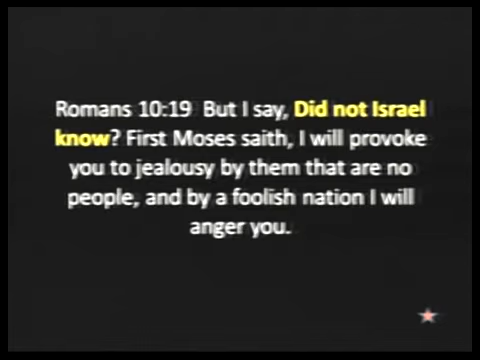 Romans 10:19  But I say, Did not Israel
know? First Moses saith, I will provoke
you to jealousy by them that are no
people, and by a foolish nation I will
anger you.